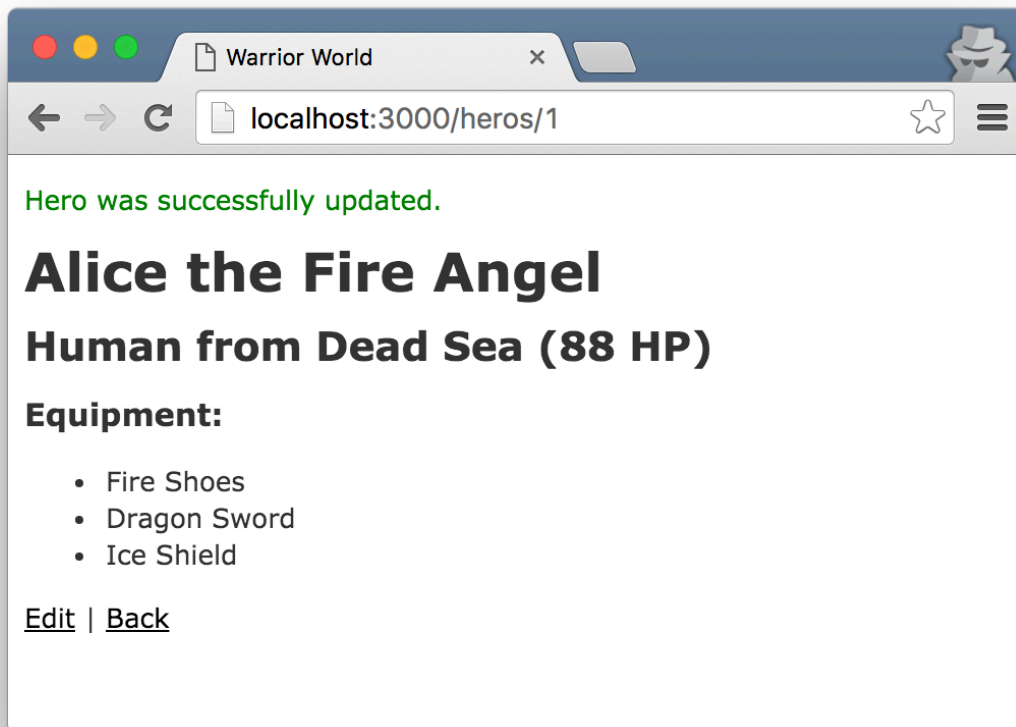 Warrior World
localhost:3000/heros/1
Hero was successfully updated.
Alice the Fire Angel
Human from Dead Sea (88 HP)
Equipment:
• Fire Shoes
• Dragon Sword
• Ice Shield
Edit | Back